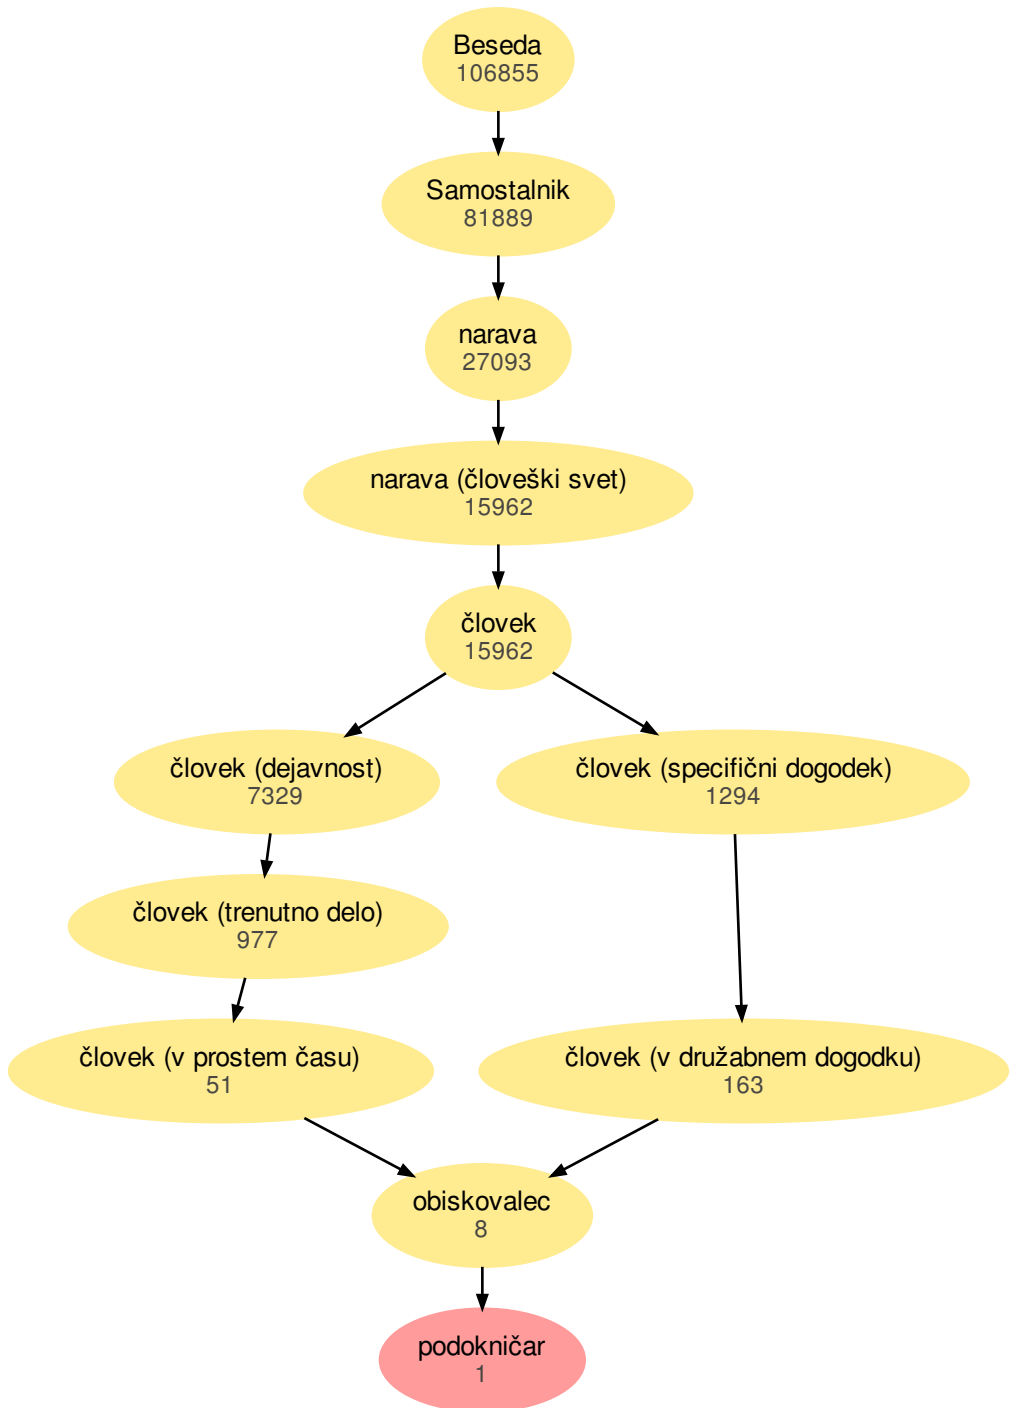 Beseda
106855
Samostalnik
81889
narava
27093
narava (človeški svet)
15962
človek
15962
človek (dejavnost)
7329
človek (specifični dogodek)
1294
človek (trenutno delo)
977
človek (v prostem času)
51
človek (v družabnem dogodku)
163
obiskovalec
8
podokničar
1